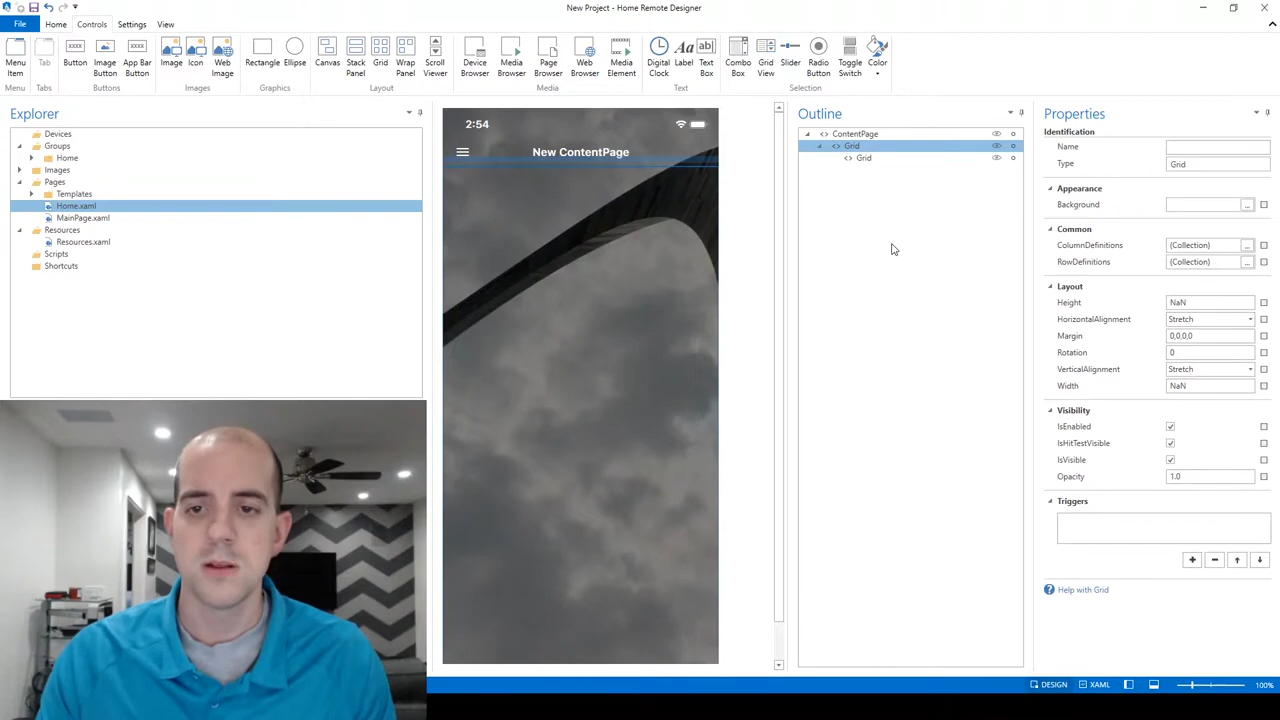 New Project - Home Remote Designer
File Home Controls Settings View
Menu Item
Tab
Button
Image Button
App Bar Button
Image
Icon
Web Image
Rectangle
Ellipse
Canvas
Stack Panel
Grid
Wrap Panel
Scroll Viewer
Device Browser
Media Browser
Page Browser
Web Browser
Media Element
Digital Clock
Label
Text Box
Combo Box
Grid View
Slider
Radio Button
Toggle Switch
Color
Menu Tabs Buttons Images Graphics Layout Media Text Selection
Explorer
Devices
Groups
Home
Images
Pages
Templates
Home.xaml
MainPage.xaml
Resources
Resources.xaml
Scripts
Shortcuts
2:54
New ContentPage
Outline
ContentPage
Grid
Grid
Properties
Identification
Name
Type Grid
Appearance
Background ...
Common
ColumnDefinitions (Collection) ...
RowDefinitions (Collection) ...
Layout
Height NaN
HorizontalAlignment Stretch
Margin 0,0,0,0
Rotation 0
VerticalAlignment Stretch
Width NaN
Visibility
IsEnabled
IsHitTestVisible
IsVisible
Opacity 1.0
Triggers
Help with Grid
DESIGN XAML 100%